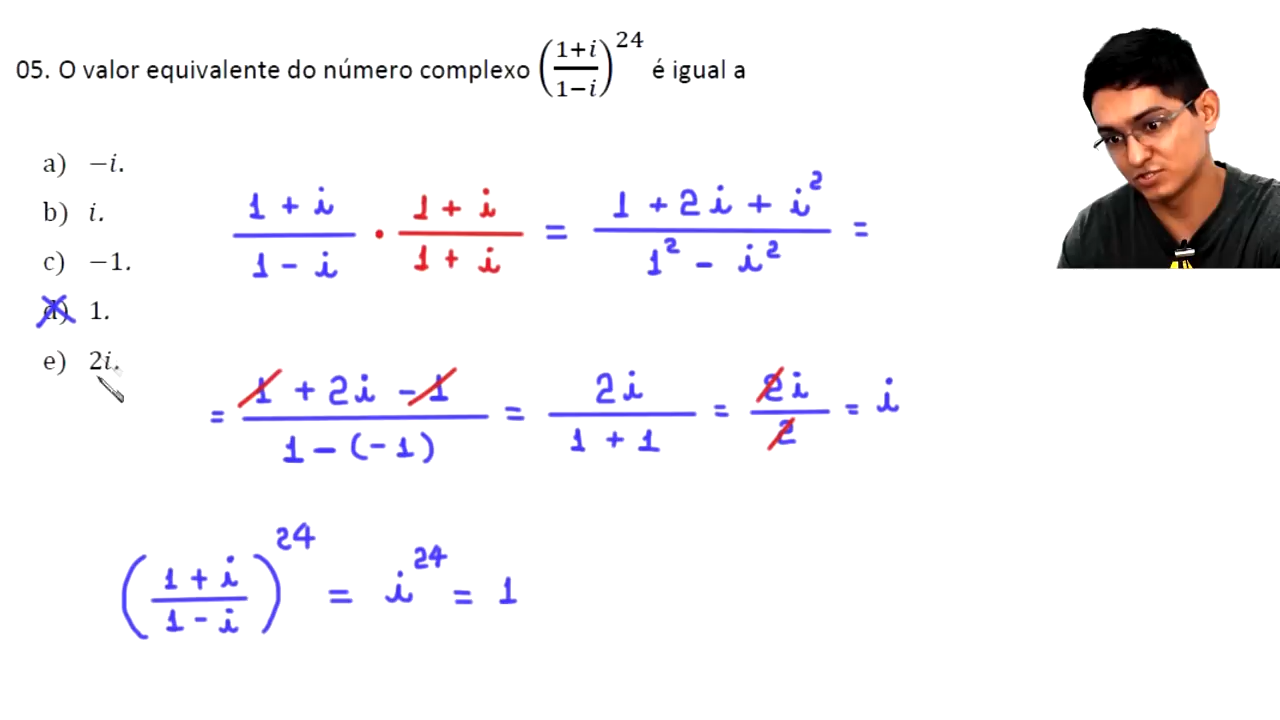 05. O valor equivalente do número complexo (1+i/1−i)^24 é igual a
a) −i.
b) i.
c) −1.
d) 1.
e) 2i.
1 + i / 1 - i · 1 + i / 1 + i = 1 + 2i + i² / 1² - i² =
= 1 + 2i - 1 / 1 - (-1) = 2i / 1 + 1 = 2i / 2 = i
(1 + i / 1 - i)^24 = i^24 = 1